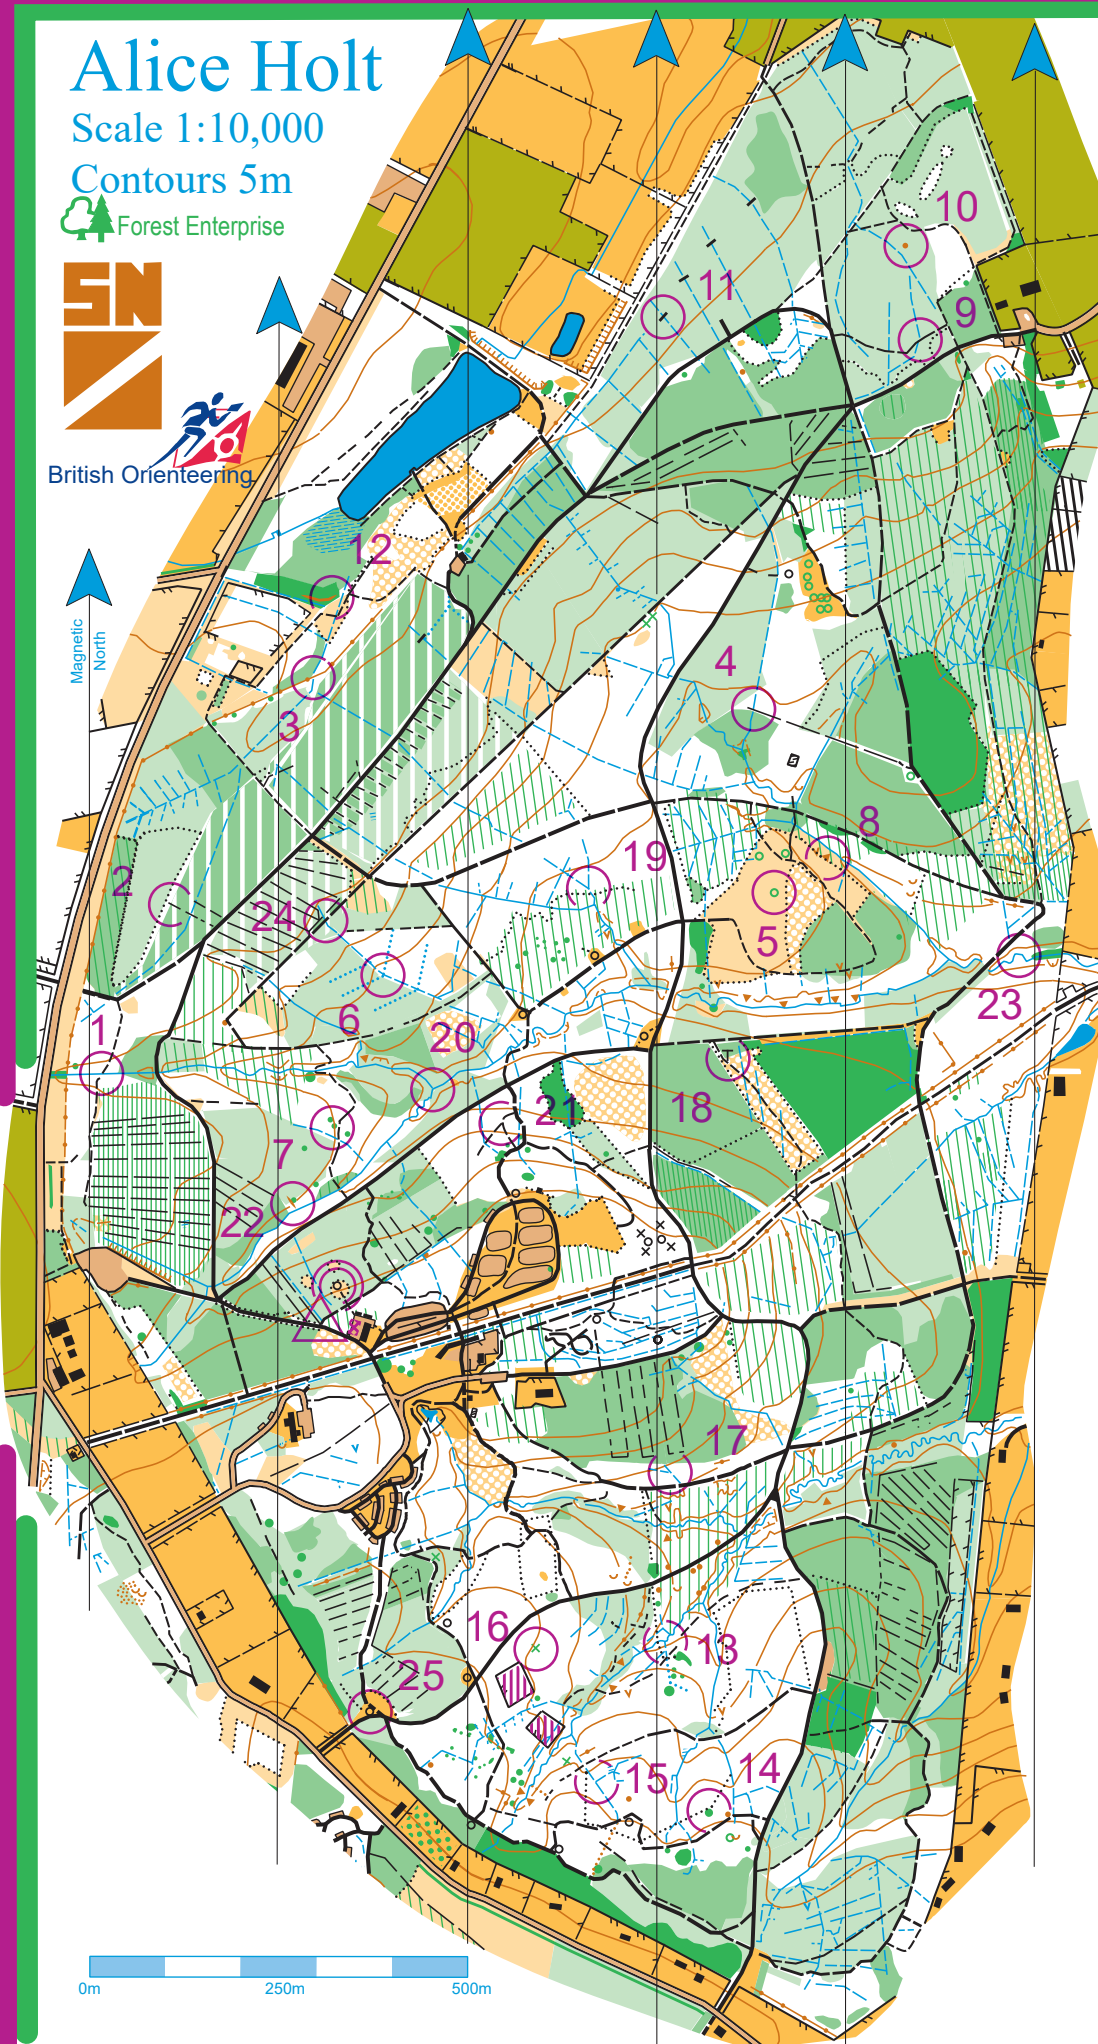 Alice Holt
Scale 1:10,000
Contours 5m
Forest Enterprise
SN
British Orienteering
Magnetic
North
10
11
9
12
4
3
8
2
19
24
5
6
23
1
20
21
18
7
22
17
16
13
25
15
14
0m 250m 500m